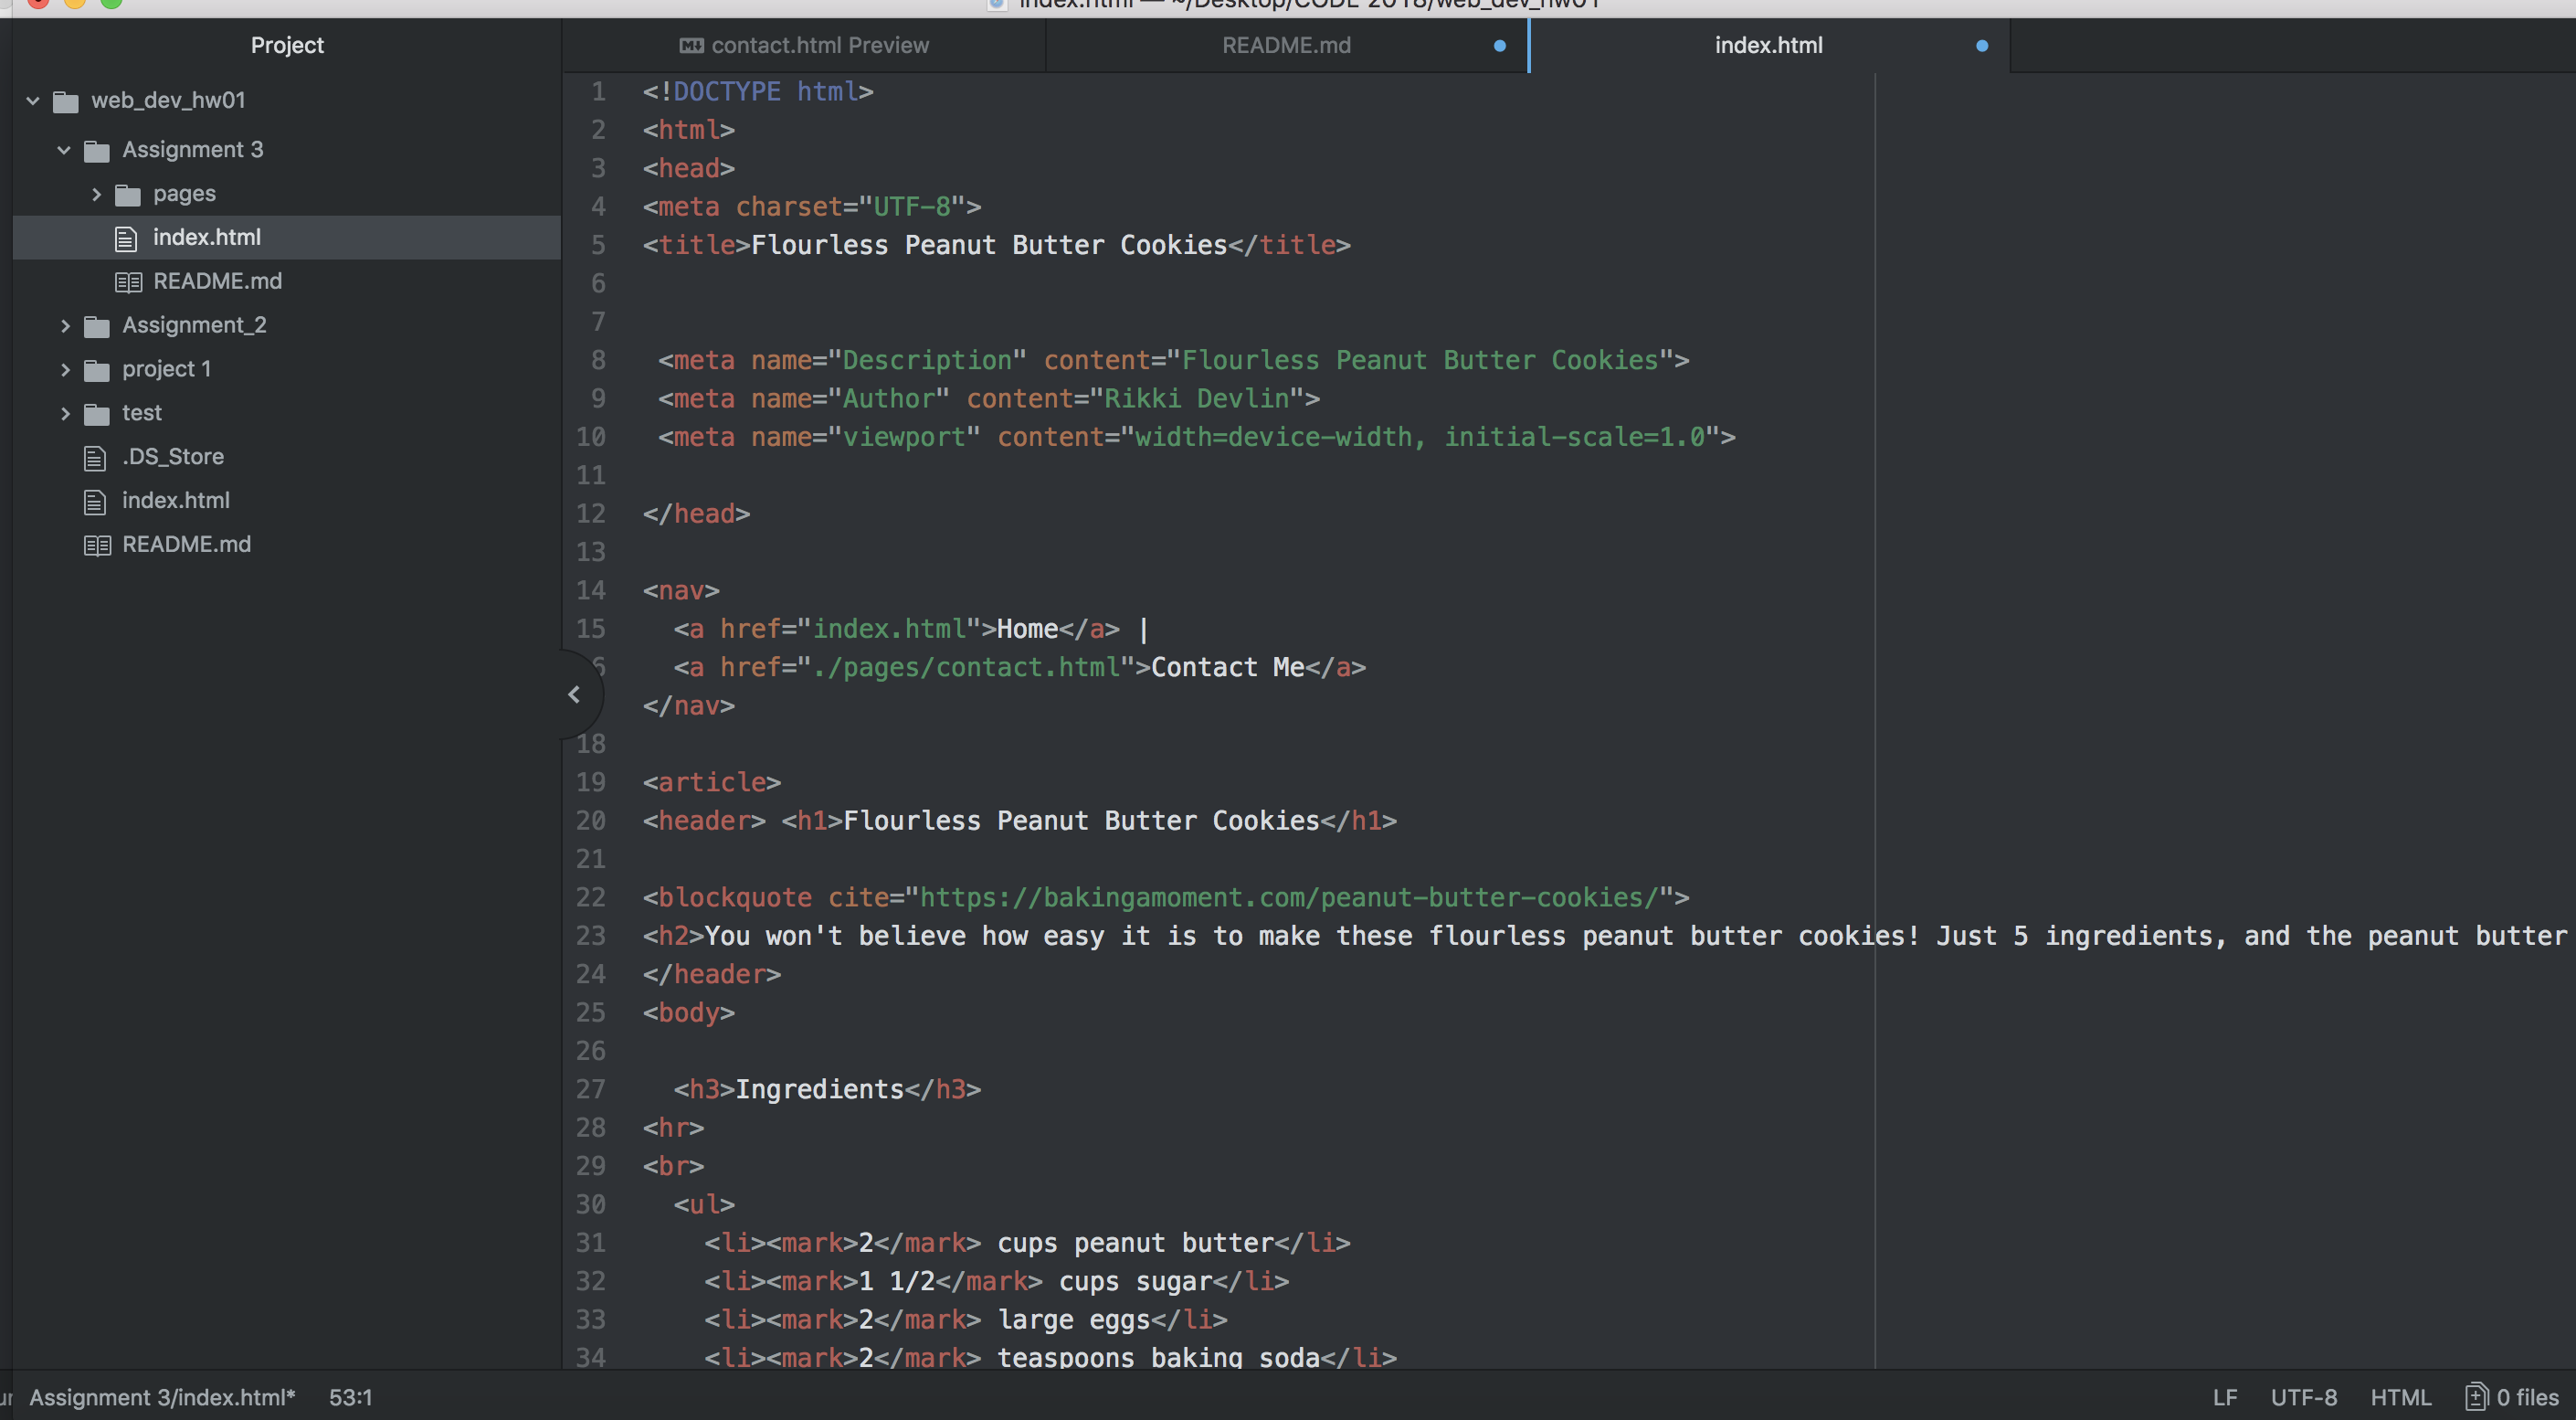 index.html — ~/Desktop/CODE 2018/web_dev_hw01
Project
contact.html Preview
README.md
index.html
web_dev_hw01
Assignment 3
pages
index.html
README.md
Assignment_2
project 1
test
.DS_Store
index.html
README.md
1 <!DOCTYPE html>
2 <html>
3 <head>
4 <meta charset="UTF-8">
5 <title>Flourless Peanut Butter Cookies</title>
6
7
8 <meta name="Description" content="Flourless Peanut Butter Cookies">
9 <meta name="Author" content="Rikki Devlin">
10 <meta name="viewport" content="width=device-width, initial-scale=1.0">
11
12 </head>
13
14 <nav>
15 <a href="index.html">Home</a> |
6 <a href="./pages/contact.html">Contact Me</a>
</nav>
18
19 <article>
20 <header> <h1>Flourless Peanut Butter Cookies</h1>
21
22 <blockquote cite="https://bakingamoment.com/peanut-butter-cookies/">
23 <h2>You won't believe how easy it is to make these flourless peanut butter cookies! Just 5 ingredients, and the peanut butter
24 </header>
25 <body>
26
27 <h3>Ingredients</h3>
28 <hr>
29 <br>
30 <ul>
31 <li><mark>2</mark> cups peanut butter</li>
32 <li><mark>1 1/2</mark> cups sugar</li>
33 <li><mark>2</mark> large eggs</li>
34 <li><mark>2</mark> teaspoons baking soda</li>
Assignment 3/index.html* 53:1
LF UTF-8 HTML 0 files